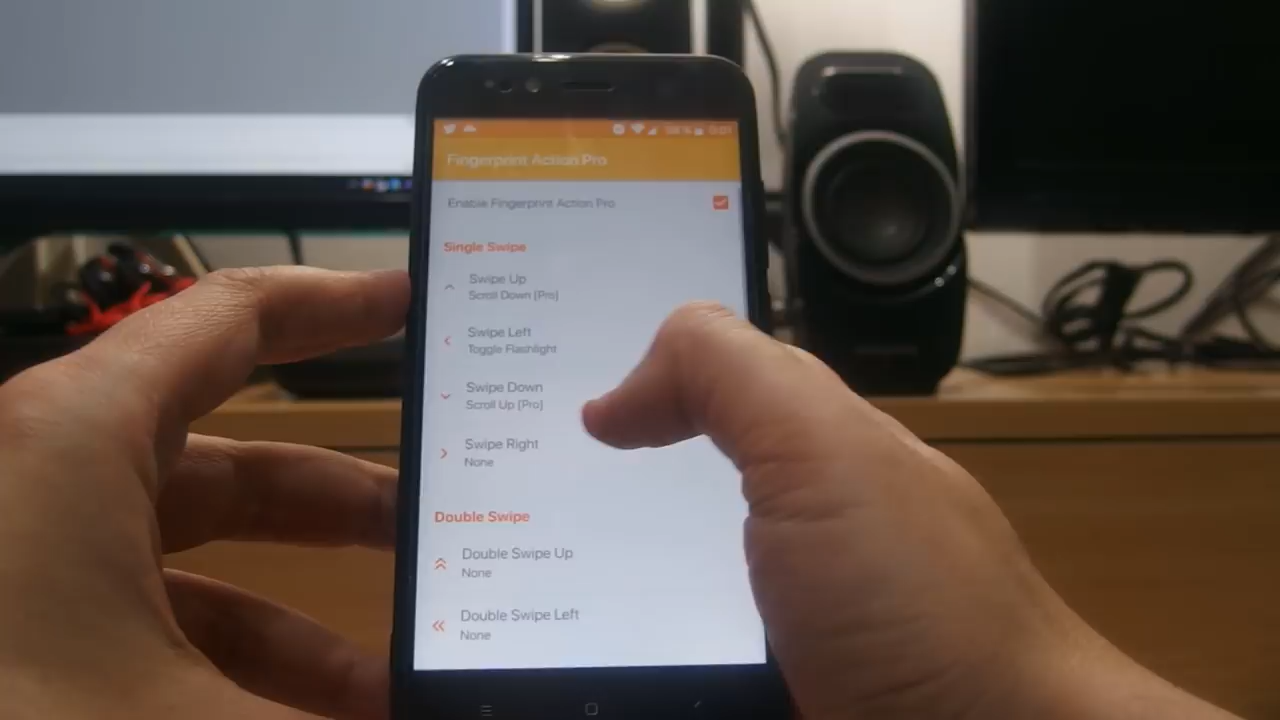 Fingerprint Action Pro
Enable Fingerprint Action Pro
Single Swipe
Swipe Up
Scroll Down [Pro]
Swipe Left
Toggle Flashlight
Swipe Down
Scroll Up [Pro]
Swipe Right
None
Double Swipe
Double Swipe Up
None
Double Swipe Left
None